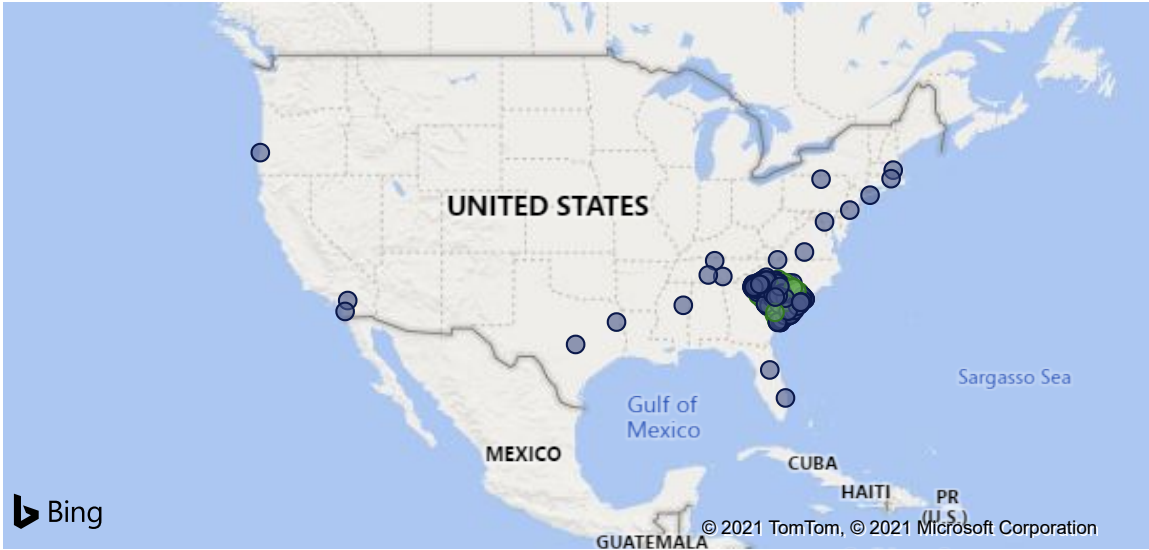 UNITED STATES
Sargasso Sea
Gulf of
Mexico
MEXICO
CUBA
HAITI
PR
(U.S.)
Bing
© 2021 TomTom, © 2021 Microsoft Corporation
GUATEMALA